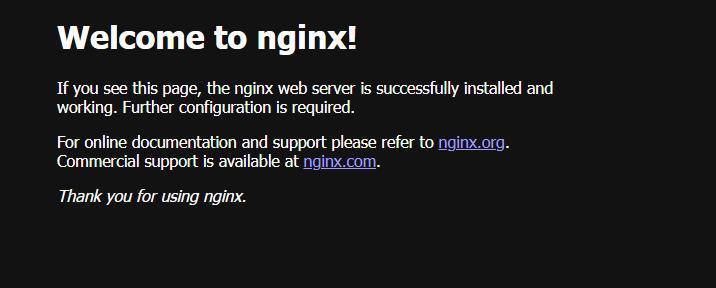 Welcome to nginx!
If you see this page, the nginx web server is successfully installed and
working. Further configuration is required.
For online documentation and support please refer to nginx.org.
Commercial support is available at nginx.com.
Thank you for using nginx.